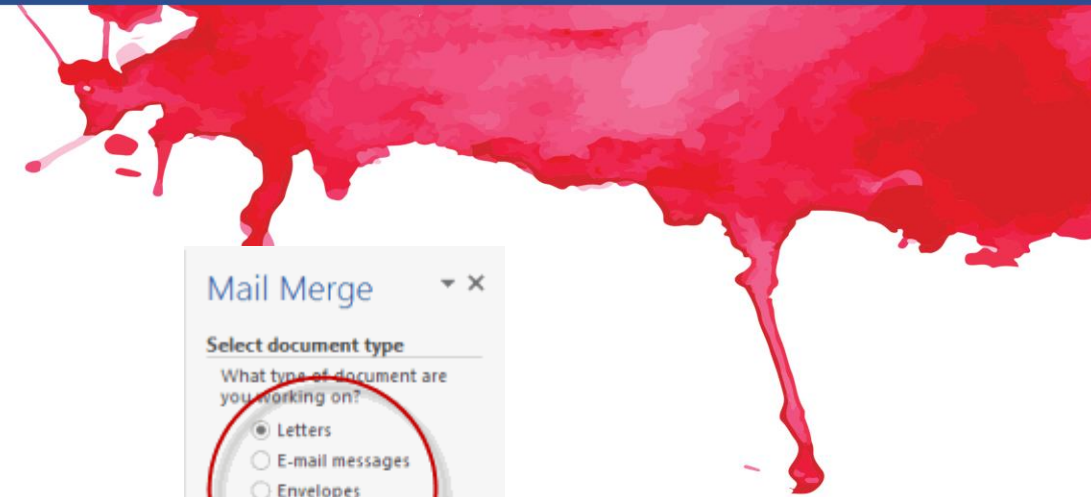 Mail Merge
Select document type
What type of document are
you working on?
Letters
E-mail messages
Envelopes